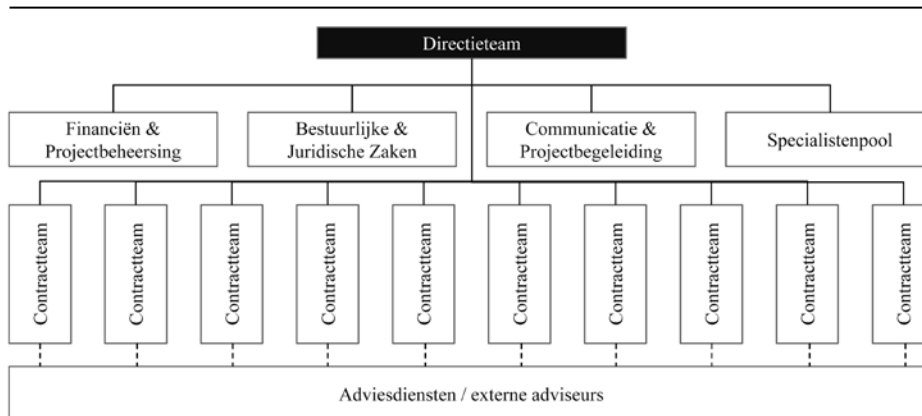 Directieteam
Financiën &
Projectbeheersing
Bestuurlijke &
Juridische Zaken
Communicatie &
Projectbegeleiding
Specialistenpool
Contractteam
Contractteam
Contractteam
Contractteam
Contractteam
Contractteam
Contractteam
Contractteam
Contractteam
Contractteam
Adviesdiensten / externe adviseurs